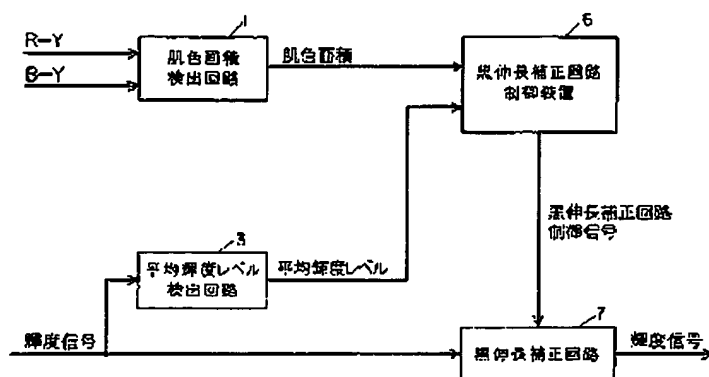 R-Y
B-Y
1
肌色面積
検出回路
肌色面積
6
黒伸長補正回路
制御装置
黒伸長補正回路
制御信号
3
平均輝度レベル
検出回路
平均輝度レベル
輝度信号
7
黒伸長補正回路
輝度信号